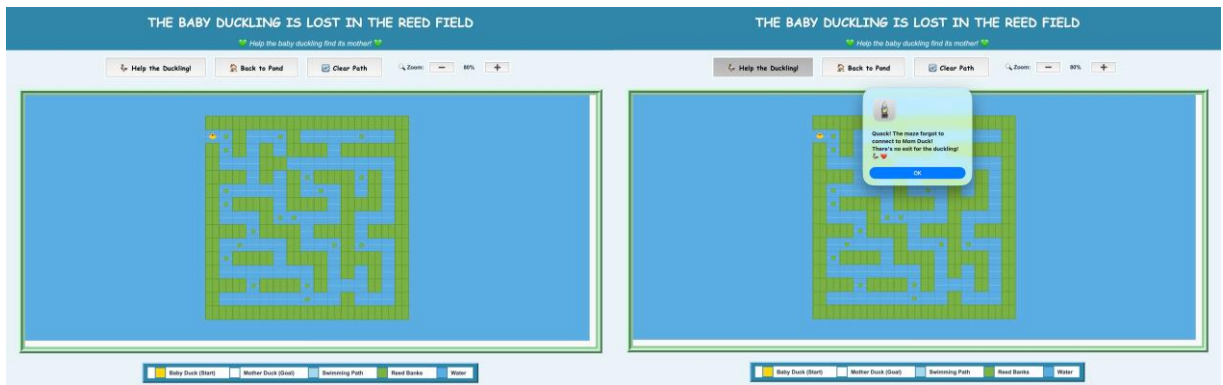 THE BABY DUCKLING IS LOST IN THE REED FIELD
💚 Help the baby duckling find its mother! 💚
🦆 Help the Duckling!
🏠 Back to Pond
🔄 Clear Path
🔍 Zoom:
—
80%
+
Baby Duck (Start)
Mother Duck (Goal)
Swimming Path
Reed Banks
Water
THE BABY DUCKLING IS LOST IN THE REED FIELD
💚 Help the baby duckling find its mother! 💚
🦆 Help the Duckling!
🏠 Back to Pond
🔄 Clear Path
🔍 Zoom:
—
80%
+
Quack! The maze forgot to
connect to Mom Duck!
There's no exit for the duckling!
🦆 ❤️
OK
Baby Duck (Start)
Mother Duck (Goal)
Swimming Path
Reed Banks
Water